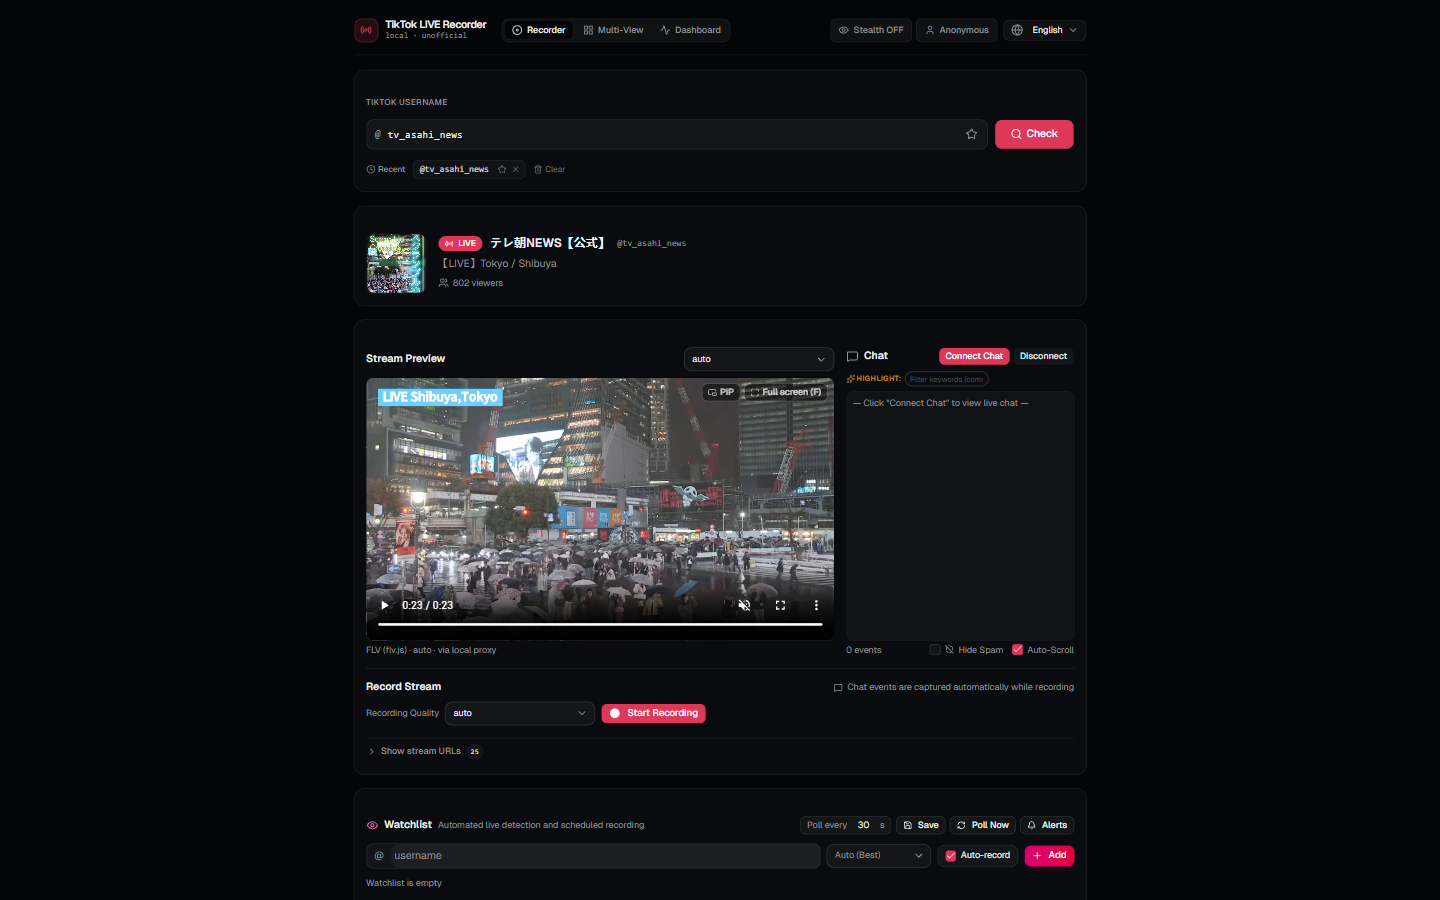 TikTok LIVE Recorder
local · unofficial
Recorder
Multi-View
Dashboard
Stealth OFF
Anonymous
English
TIKTOK USERNAME
@ tv_asahi_news
Check
Recent
@tv_asahi_news
Clear
LIVE テレ朝NEWS【公式】 @tv_asahi_news
【LIVE】Tokyo / Shibuya
802 viewers
Stream Preview
auto
LIVE Shibuya,Tokyo
PiP
Full screen (F)
0:23 / 0:23
FLV (flv.js) · auto · via local proxy
Chat
Connect Chat
Disconnect
HIGHLIGHT:
Filter keywords (comm
— Click "Connect Chat" to view live chat —
0 events
Hide Spam
Auto-Scroll
Record Stream
Chat events are captured automatically while recording
Recording Quality
auto
Start Recording
Show stream URLs 25
Watchlist Automated live detection and scheduled recording
Poll every 30 s
Save
Poll Now
Alerts
@ username
Auto (Best)
Auto-record
Add
Watchlist is empty